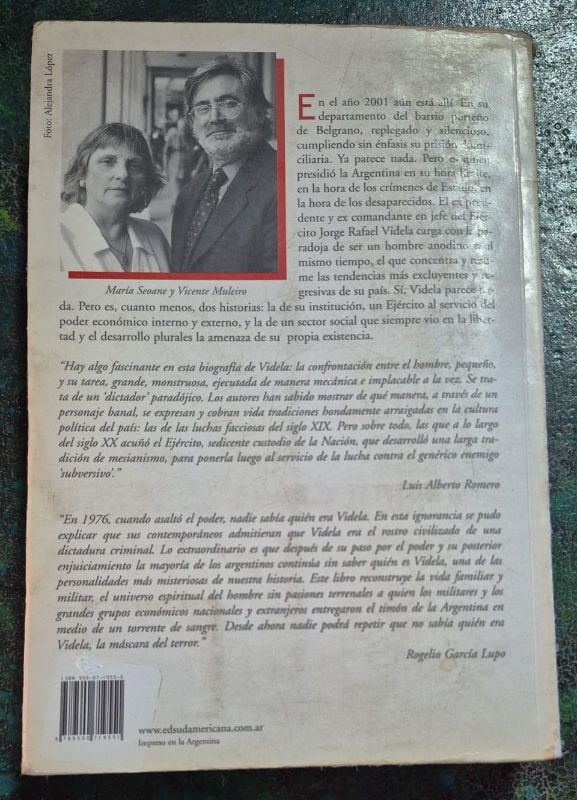 Foto: Alejandra López
María Seoane y Vicente Muleiro
En el año 2001 aún está allí. En su
departamento del barrio porteño
de Belgrano, replegado y silencioso,
cumpliendo sin énfasis su prisión domi-
ciliaria. Ya parece nada. Pero es quien
presidió la Argentina en su hora límite,
en la hora de los crímenes de Estado, en
la hora de los desaparecidos. El ex presi-
dente y ex comandante en jefe del Ejér-
cito Jorge Rafael Videla carga con la pa-
radoja de ser un hombre anodino y, al
mismo tiempo, el que concentra y resu-
me las tendencias más excluyentes y re-
gresivas de su país. Sí, Videla parece na-
da. Pero es, cuanto menos, dos historias: la de su institución, un Ejército al servicio del
poder económico interno y externo, y la de un sector social que siempre vio en la liber-
tad y el desarrollo plurales la amenaza de su propia existencia.
"Hay algo fascinante en esta biografía de Videla: la confrontación entre el hombre, pequeño,
y su tarea, grande, monstruosa, ejecutada de manera mecánica e implacable a la vez. Se tra-
ta de un 'dictador' paradójico. Los autores han sabido mostrar de qué manera, a través de un
personaje banal, se expresan y cobran vida tradiciones hondamente arraigadas en la cultura
política del país: las de las luchas facciosas del siglo XIX. Pero sobre todo, las que a lo largo
del siglo XX acuñó el Ejército, sedicente custodio de la Nación, que desarrolló una larga tra-
dición de mesianismo, para ponerla luego al servicio de la lucha contra el genérico enemigo
'subversivo'."
Luis Alberto Romero
"En 1976, cuando asaltó el poder, nadie sabía quién era Videla. En esta ignorancia se pudo
explicar que sus contemporáneos admitieran que Videla era el rostro civilizado de una
dictadura criminal. Lo extraordinario es que después de su paso por el poder y su posterior
enjuiciamiento la mayoría de los argentinos continúa sin saber quién es Videla, una de las
personalidades más misteriosas de nuestra historia. Este libro reconstruye la vida familiar y
militar, el universo espiritual del hombre sin pasiones terrenales a quien los militares y los
grandes grupos económicos nacionales y extranjeros entregaron el timón de la Argentina en
medio de un torrente de sangre. Desde ahora nadie podrá repetir que no sabía quién era
Videla, la máscara del terror."
Rogelio García Lupo
ISBN 950-07-1955-X
9 789500 719551
www.edsudamericana.com.ar
Impreso en la Argentina